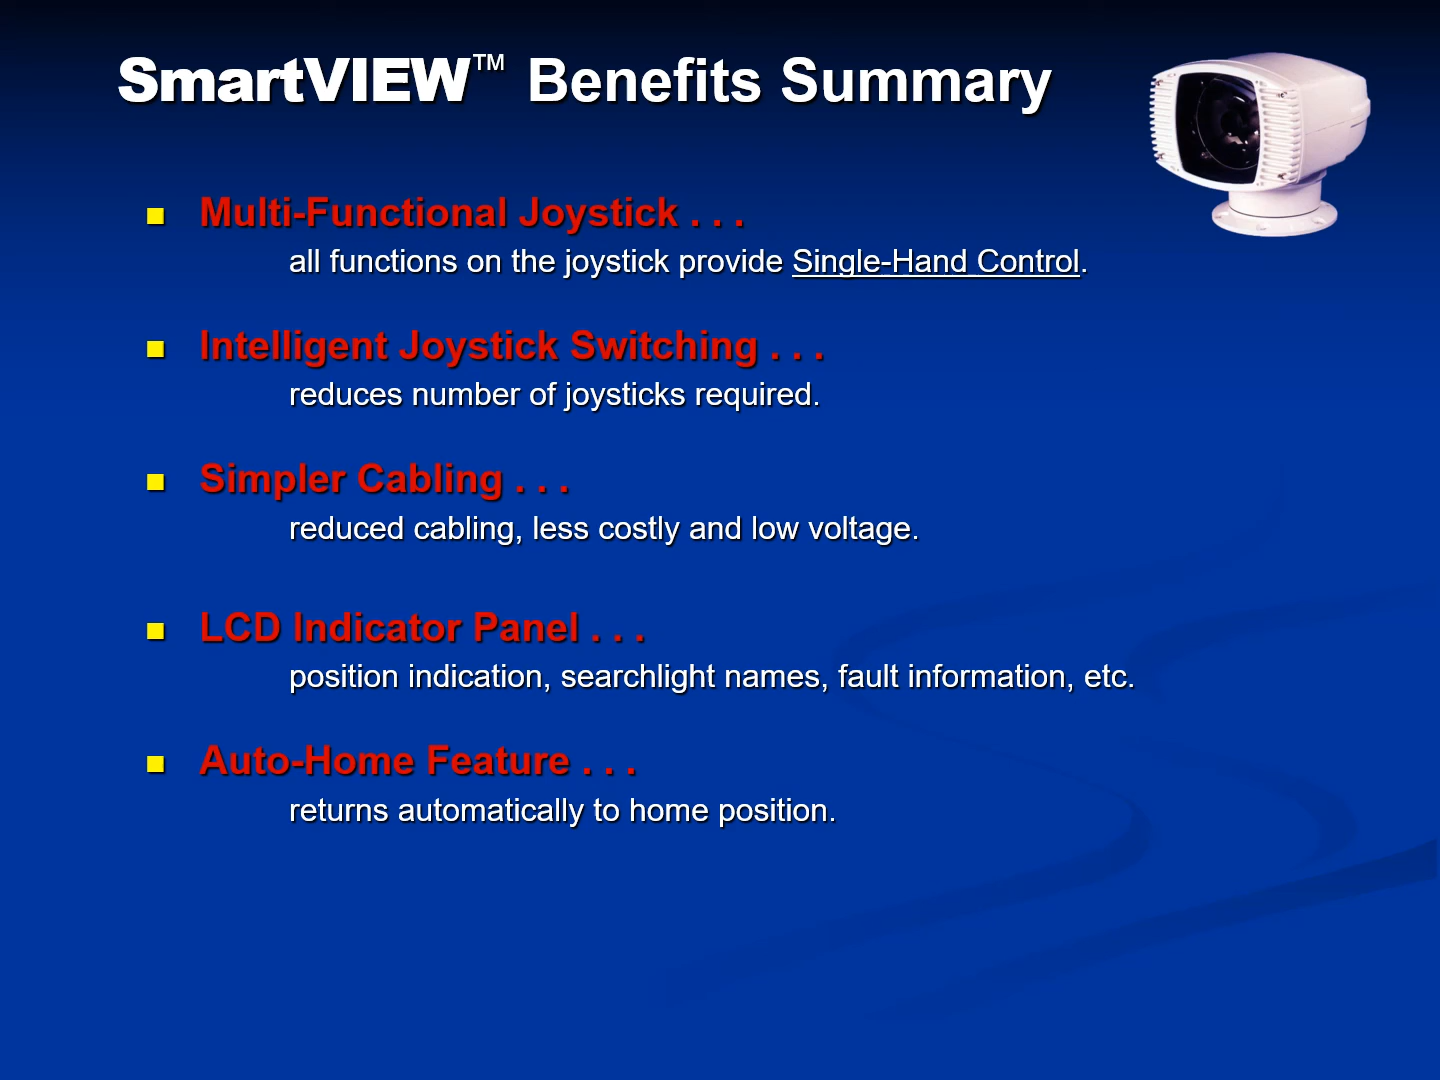 SmartVIEW™ Benefits Summary
Multi-Functional Joystick . . .
all functions on the joystick provide Single-Hand Control.
Intelligent Joystick Switching . . .
reduces number of joysticks required.
Simpler Cabling . . .
reduced cabling, less costly and low voltage.
LCD Indicator Panel . . .
position indication, searchlight names, fault information, etc.
Auto-Home Feature . . .
returns automatically to home position.